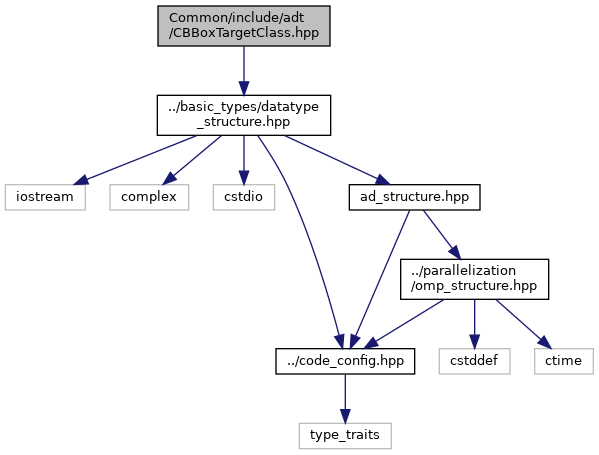 Common/include/adt
/CBBoxTargetClass.hpp
../basic_types/datatype
_structure.hpp
iostream
complex
cstdio
ad_structure.hpp
../parallelization
/omp_structure.hpp
../code_config.hpp
cstddef
ctime
type_traits